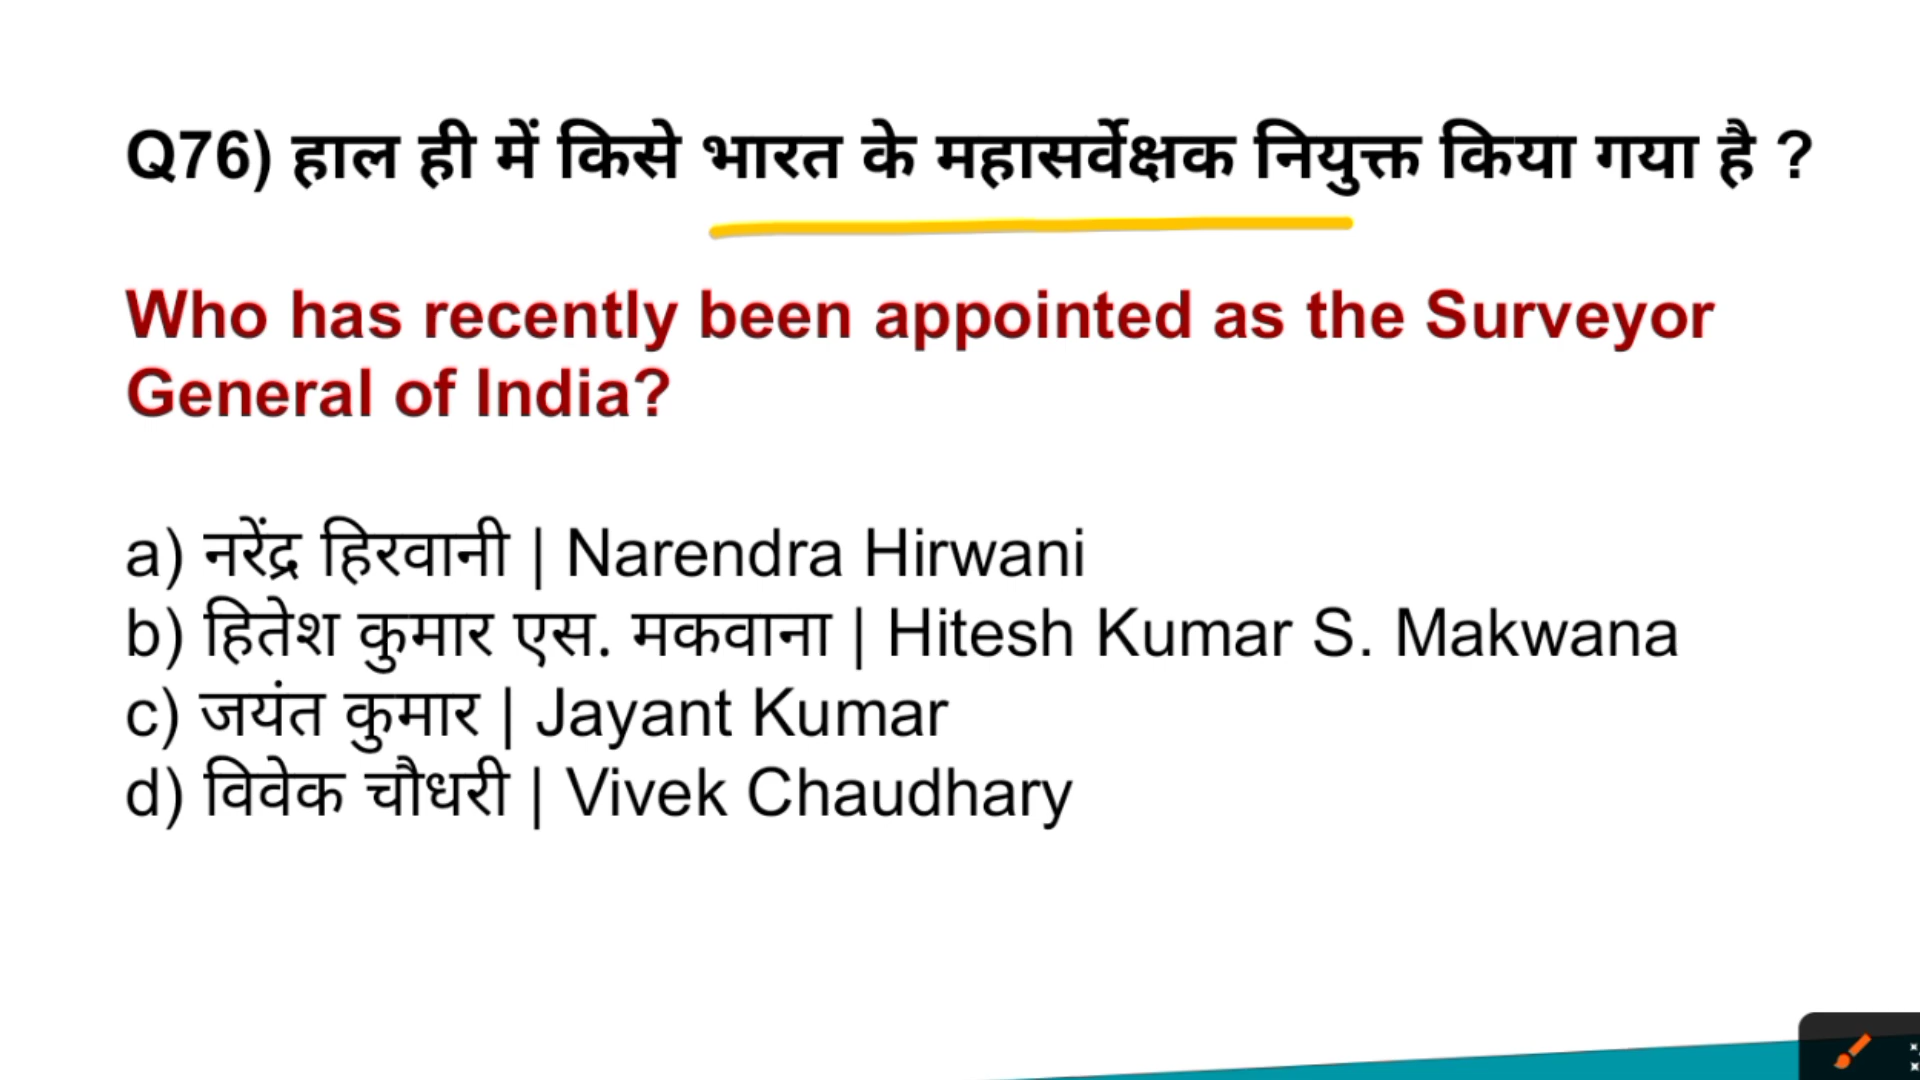 Q76) हाल ही में किसे भारत के महासर्वेक्षक नियुक्त किया गया है ?
Who has recently been appointed as the Surveyor
General of India?
a) नरेंद्र हिरवानी | Narendra Hirwani
b) हितेश कुमार एस. मकवाना | Hitesh Kumar S. Makwana
c) जयंत कुमार | Jayant Kumar
d) विवेक चौधरी | Vivek Chaudhary